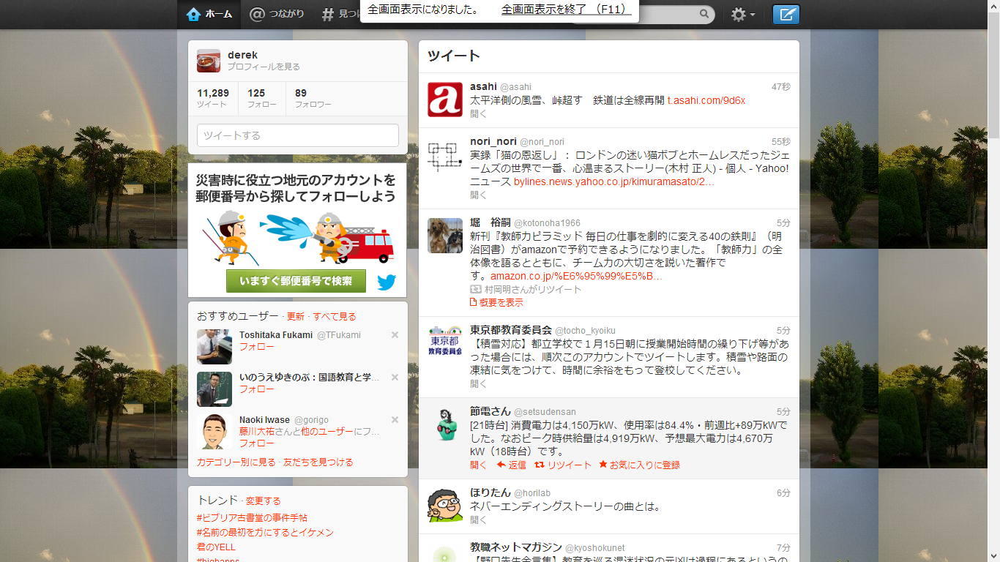 全画面表示になりました。 全画面表示を終了 （F11）
ホーム @ つながり # 見つけ
derek
プロフィールを見る
11,289 125 89
ツイート フォロー フォロワー
ツイートする
災害時に役立つ地元のアカウントを
郵便番号から探してフォローしよう
いますぐ郵便番号で検索
おすすめユーザー · 更新 · すべて見る
Toshitaka Fukami @TFukami ×
フォロー
いのうえゆきのぶ：国語教育と学... ×
フォロー
Naoki Iwase @gorigo ×
藤川大祐さんと他のユーザーにフ...
フォロー
カテゴリー別に見る · 友だちを見つける
トレンド · 変更する
#ビブリア古書堂の事件手帖
#名前の最初をガにするとイケメン
君のYELL
ツイート
asahi @asahi 47秒
太平洋側の風雪、峠超す　鉄道は全線再開 t.asahi.com/9d6x
開く
nori_nori @nori_nori 55秒
実録「猫の恩返し」： ロンドンの迷い猫ボブとホームレスだったジェ
ームズの世界で一番、心温まるストーリー(木村 正人) - 個人 - Yahoo!
ニュース bylines.news.yahoo.co.jp/kimuramasato/2...
開く
堀　裕嗣 @kotonoha1966 5分
新刊『教師力ピラミッド 毎日の仕事を劇的に変える40の鉄則』（明
治図書）がamazonで予約できるようになりました。「教師力」の全
体像を語るとともに、チーム力の大切さを説いた著作で
す。amazon.co.jp/%E6%95%99%E5%B...
村岡明さんがリツイート
概要を表示
東京都
教育委員会
東京都教育委員会 @tocho_kyoiku 5分
【積雪対応】都立学校で１月15日朝に授業開始時間の繰り下げ等があ
った場合には、順次このアカウントでツイートします。積雪や路面の
凍結に気をつけて、時間に余裕をもって登校してください。
開く
節電さん @setsudensan 5分
[21時台] 消費電力は4,150万kW、使用率は84.4%・前週比+89万kWで
した。なおピーク時供給量は4,919万kW、予想最大電力は4,670万
kW（18時台）です。
開く 返信 リツイート お気に入りに登録
ほりたん @horilab 6分
ネバーエンディングストーリーの曲とは。
開く
教職ネットマガジン @kyoshokunet 7分